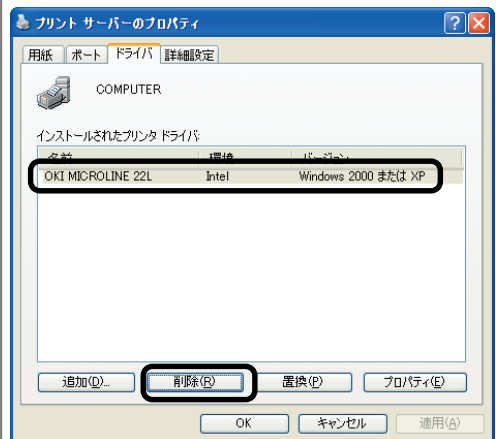 プリント サーバーのプロパティ
用紙 ポート ドライバ 詳細設定
COMPUTER
インストールされたプリンタ ドライバ:
名前 環境 バージョン
OKI MICROLINE 22L Intel Windows 2000 または XP
追加(D)... 削除(R) 置換(P) プロパティ(E)
OK キャンセル 適用(A)